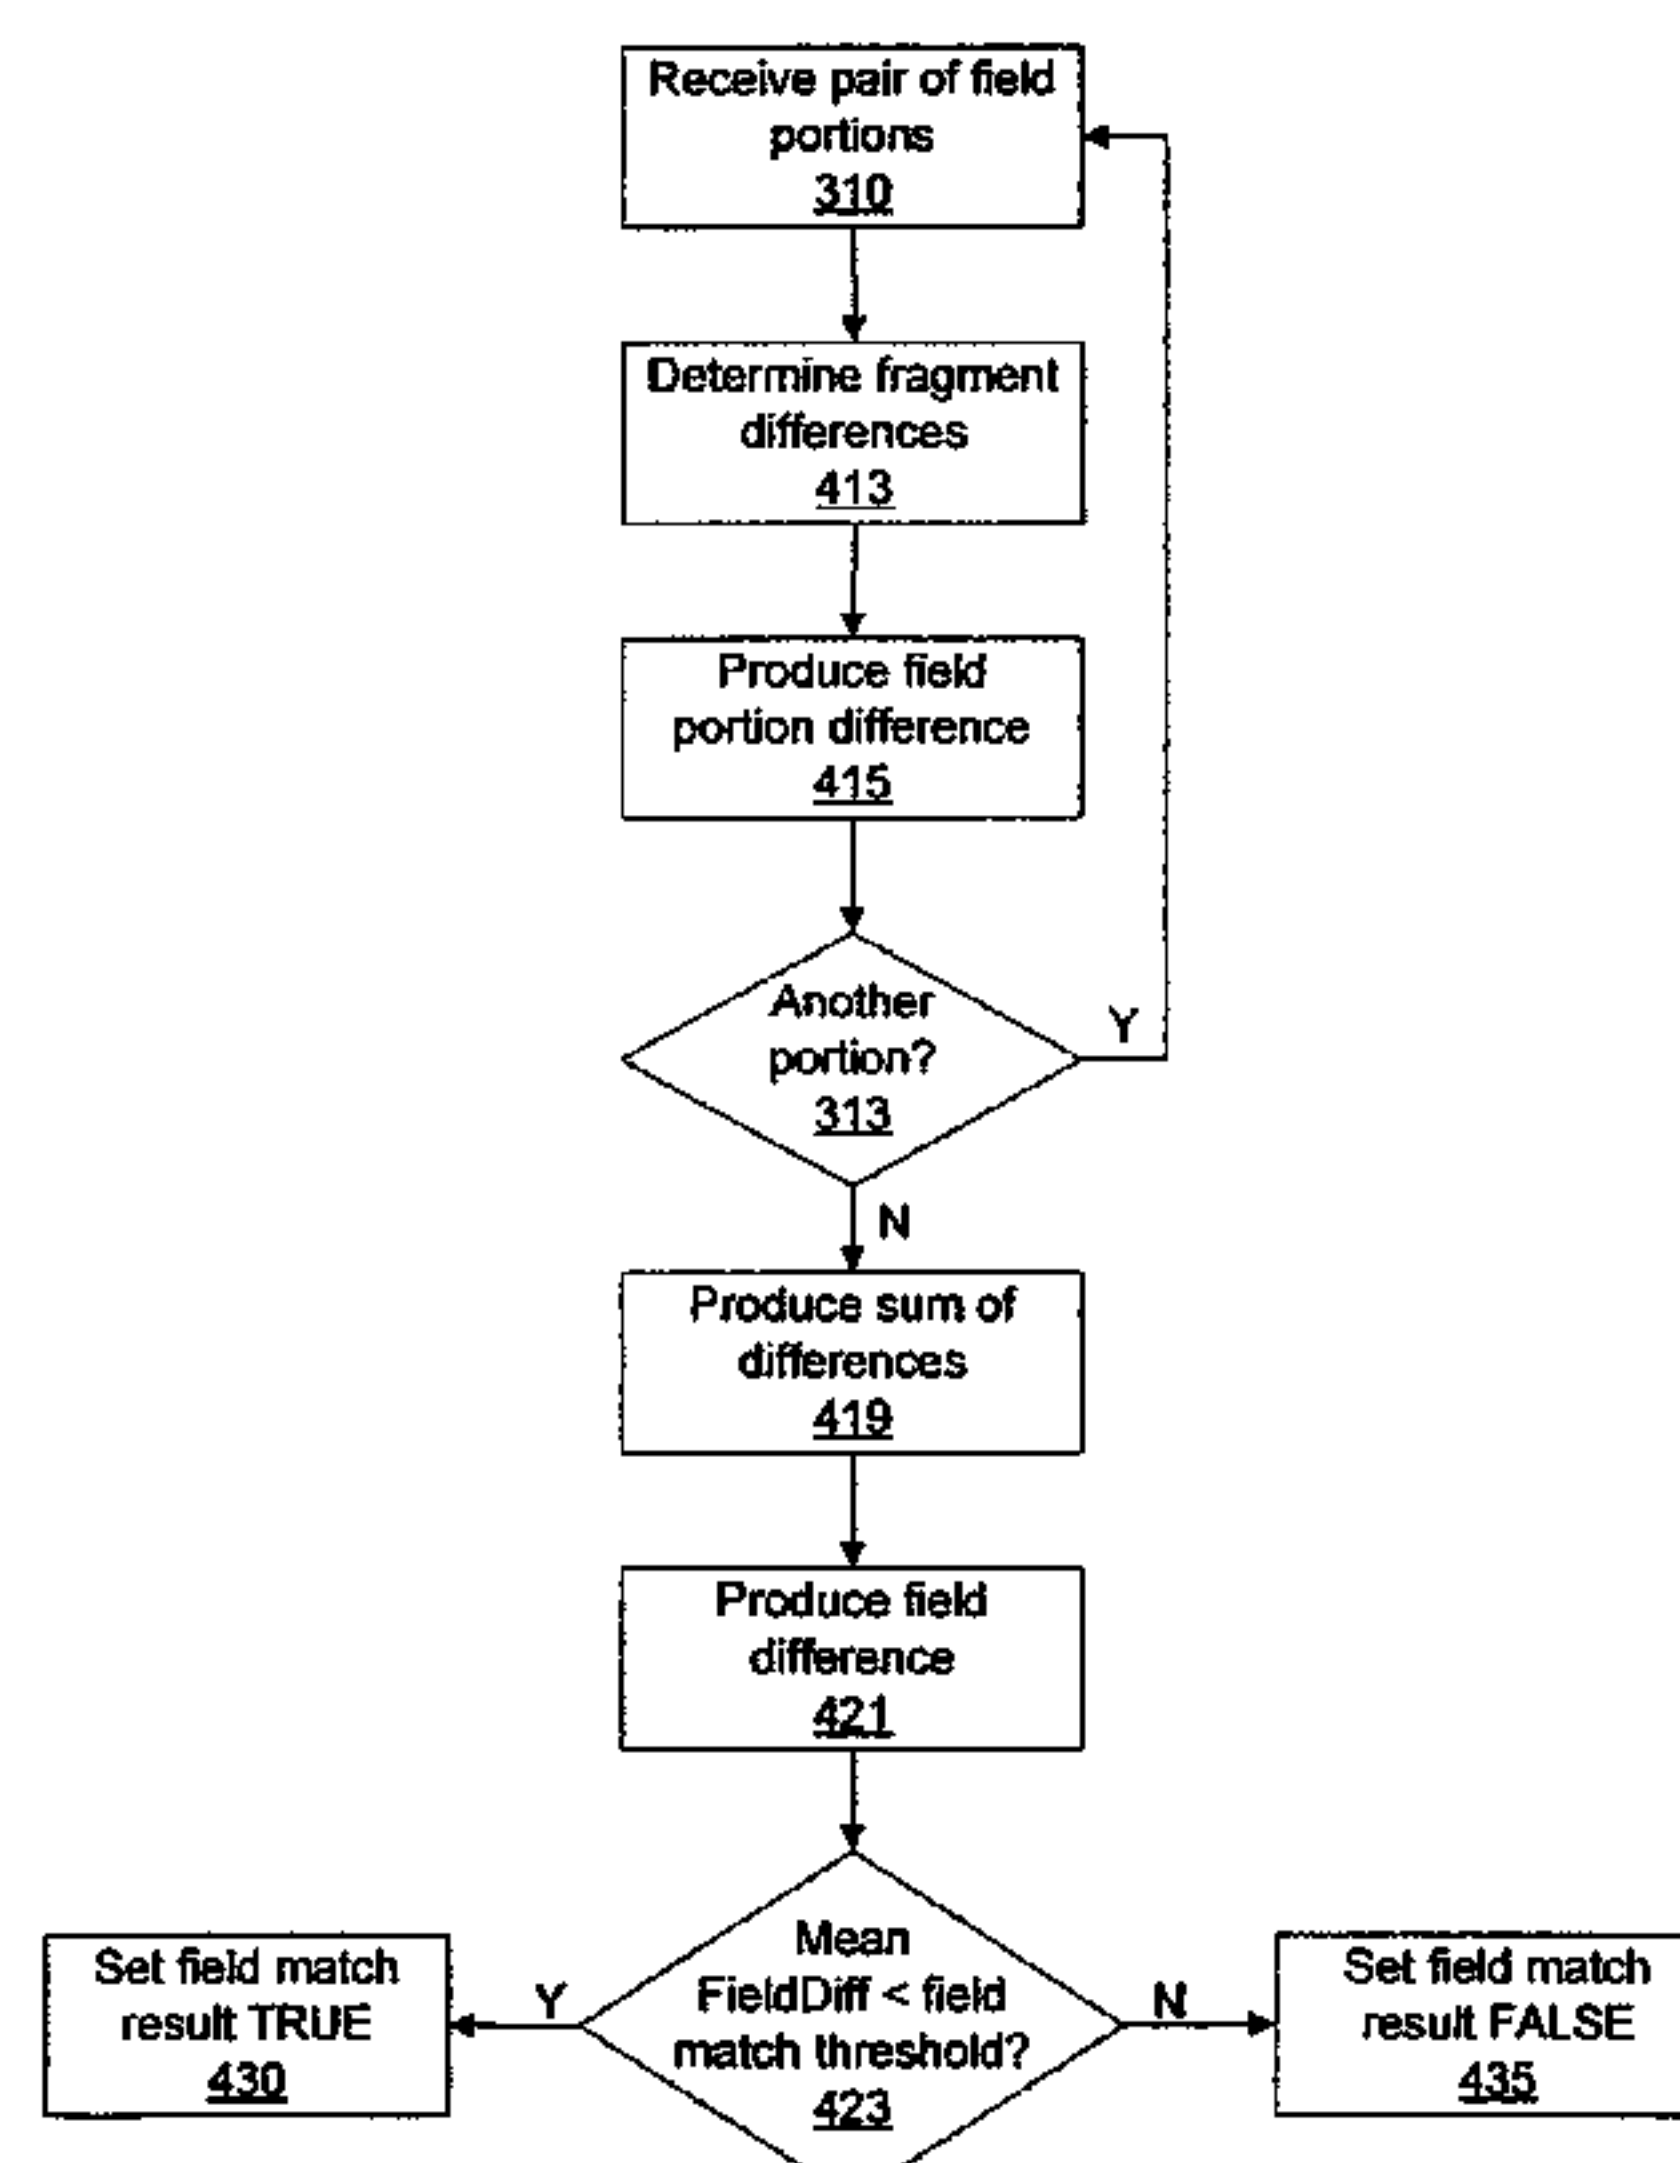 Receive pair of field
portions
310
Determine fragment
differences
413
Produce field
portion difference
415
Another
portion?
313
Y
N
Produce sum of
differences
419
Produce field
difference
421
Mean
FieldDiff < field
match threshold?
423
Y
N
Set field match
result TRUE
430
Set field match
result FALSE
435